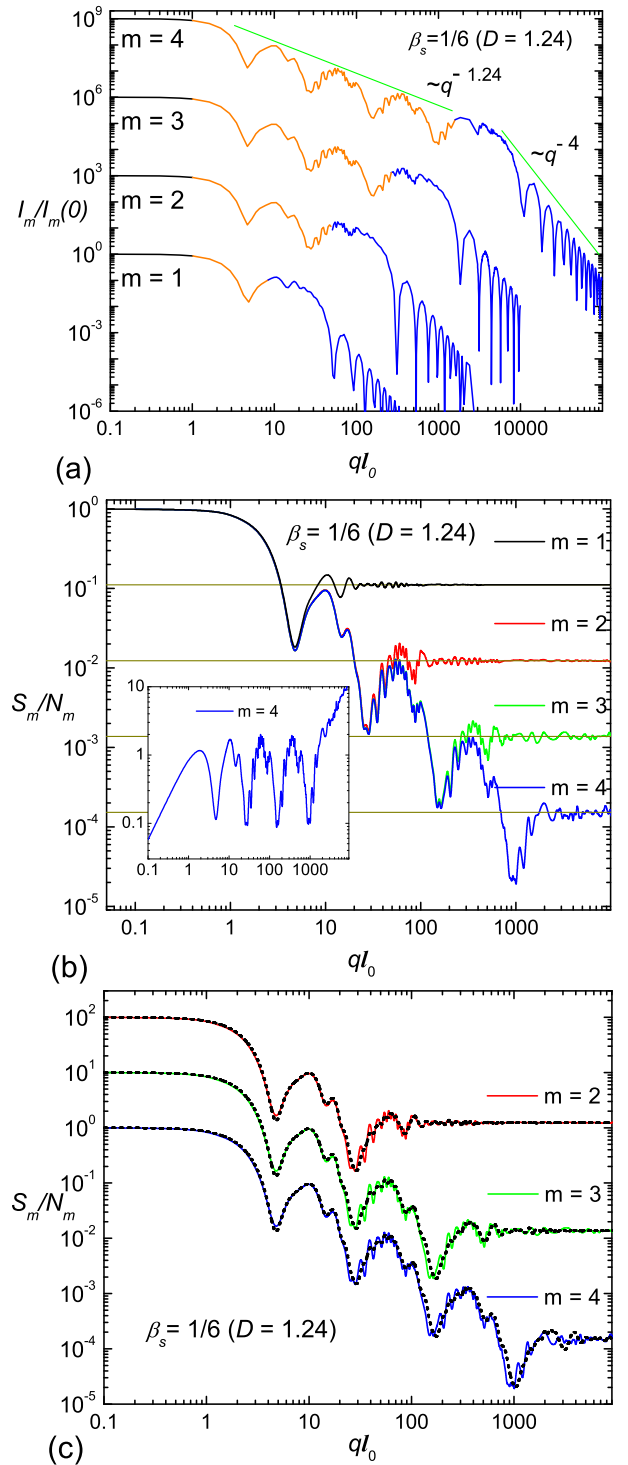 10^9
m = 4
β_s = 1/6 (D = 1.24)
~q^- 1.24
10^6
m = 3
~q^- 4
10^3
I_m/I_m(0)
m = 2
10^0
m = 1
10^-3
10^-6
0.1 1 10 100 1000 10000
(a)
ql_0
10^0
β_s = 1/6 (D = 1.24)
m = 1
10^-1
m = 2
10^-2
S_m/N_m
m = 3
10^-3
m = 4
10^-4
10^-5
10
m = 4
1
0.1
0.1 1 10 100 1000
1 10 100 1000
(b)
ql_0
10^2
m = 2
10^1
10^0
10^-1
S_m/N_m
m = 3
10^-2
10^-3
m = 4
10^-4
β_s = 1/6 (D = 1.24)
10^-5
0.1 1 10 100 1000
(c)
ql_0